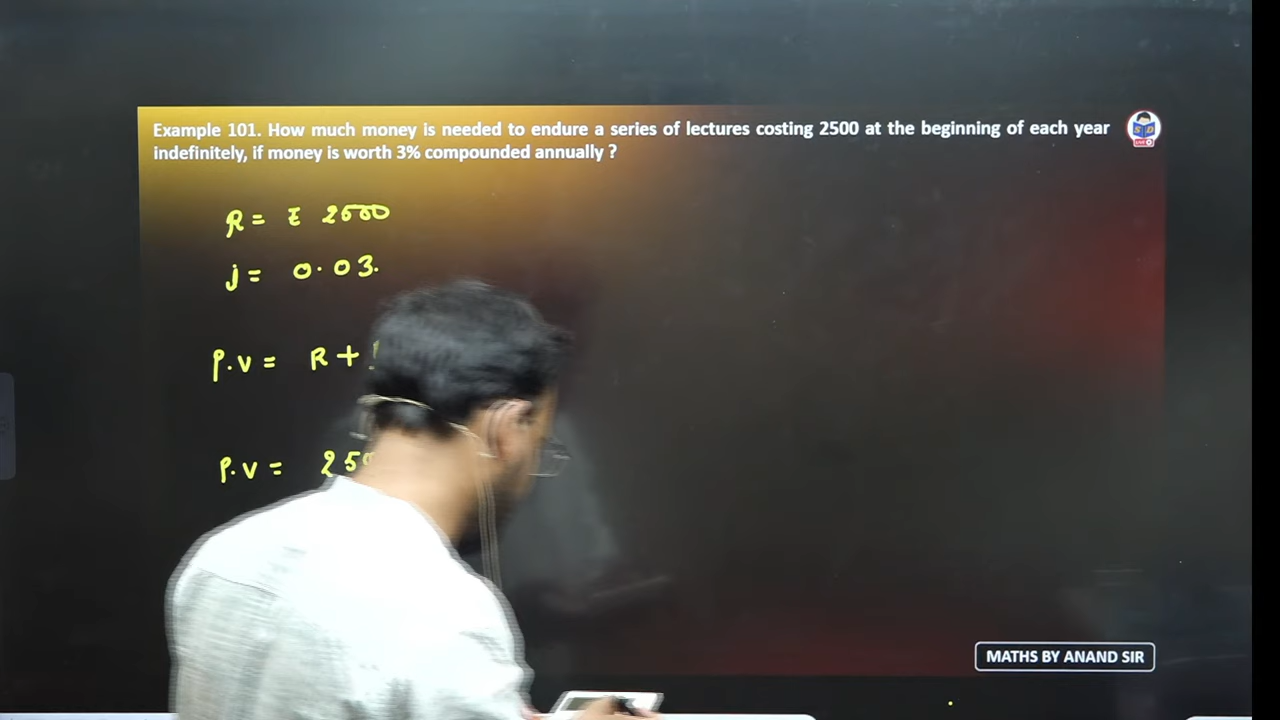 Example 101. How much money is needed to endure a series of lectures costing 2500 at the beginning of each year
indefinitely, if money is worth 3% compounded annually ?
R = ₹ 2500
j = 0.03.
P.V = R +
P.V = 250
MATHS BY ANAND SIR